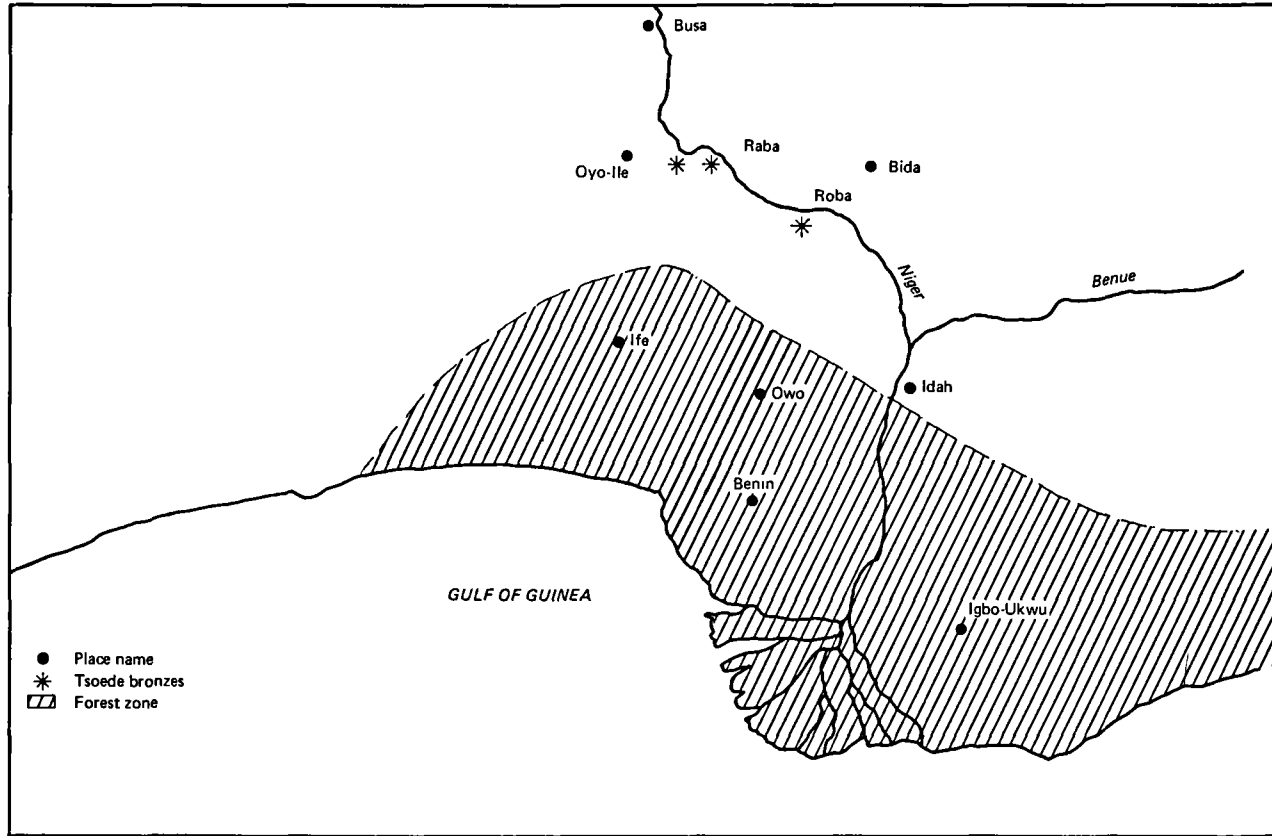 Busa
Raba
Oyo-Ile
Bida
Roba
Niger
Benue
Ife
Idah
Owo
Benin
GULF OF GUINEA
Igbo-Ukwu
Place name
Tsoede bronzes
Forest zone